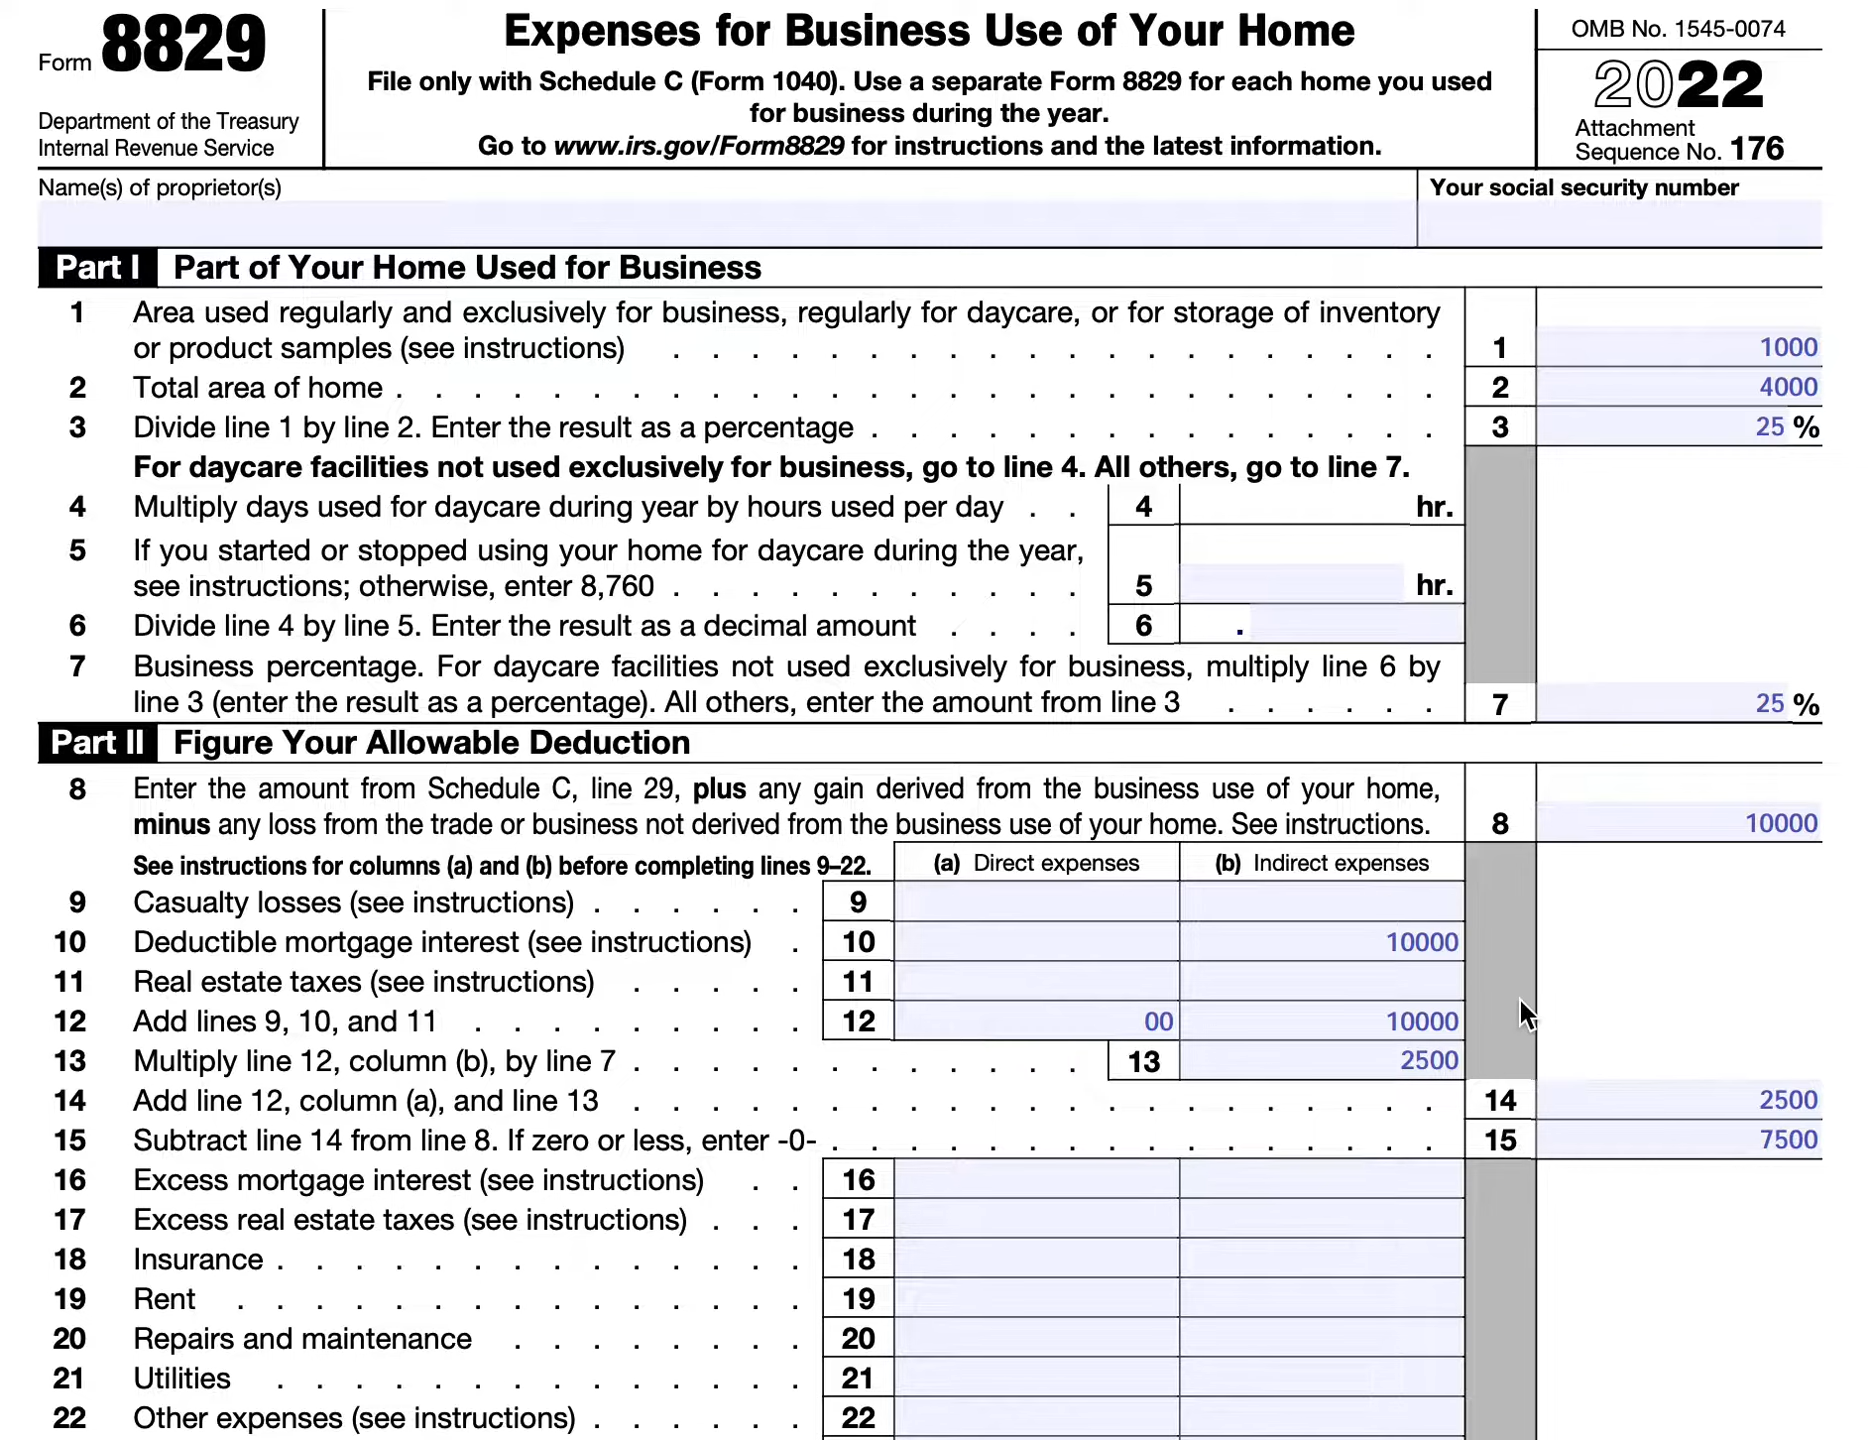 Form 8829
Department of the Treasury
Internal Revenue Service
Expenses for Business Use of Your Home
File only with Schedule C (Form 1040). Use a separate Form 8829 for each home you used
for business during the year.
Go to www.irs.gov/Form8829 for instructions and the latest information.
OMB No. 1545-0074
2022
Attachment
Sequence No. 176
Name(s) of proprietor(s)
Your social security number
Part I Part of Your Home Used for Business
1 Area used regularly and exclusively for business, regularly for daycare, or for storage of inventory
or product samples (see instructions) . . . . . . . . . . . . . . . . . . . . 1 1000
2 Total area of home . . . . . . . . . . . . . . . . . . . . . . . . . . . 2 4000
3 Divide line 1 by line 2. Enter the result as a percentage . . . . . . . . . . . . . . . 3 25 %
For daycare facilities not used exclusively for business, go to line 4. All others, go to line 7.
4 Multiply days used for daycare during year by hours used per day . . 4 hr.
5 If you started or stopped using your home for daycare during the year,
see instructions; otherwise, enter 8,760 . . . . . . . . . . . 5 hr.
6 Divide line 4 by line 5. Enter the result as a decimal amount . . . . 6 .
7 Business percentage. For daycare facilities not used exclusively for business, multiply line 6 by
line 3 (enter the result as a percentage). All others, enter the amount from line 3 . . . . . . 7 25 %
Part II Figure Your Allowable Deduction
8 Enter the amount from Schedule C, line 29, plus any gain derived from the business use of your home,
minus any loss from the trade or business not derived from the business use of your home. See instructions. 8 10000
See instructions for columns (a) and (b) before completing lines 9–22. (a) Direct expenses (b) Indirect expenses
9 Casualty losses (see instructions) . . . . . . 9
10 Deductible mortgage interest (see instructions) . 10 10000
11 Real estate taxes (see instructions) . . . . . 11
12 Add lines 9, 10, and 11 . . . . . . . . . 12 00 10000
13 Multiply line 12, column (b), by line 7 . . . . . . . . . . . . 13 2500
14 Add line 12, column (a), and line 13 . . . . . . . . . . . . . . . . . . . . . 14 2500
15 Subtract line 14 from line 8. If zero or less, enter -0- . . . . . . . . . . . . . . . . 15 7500
16 Excess mortgage interest (see instructions) . . 16
17 Excess real estate taxes (see instructions) . . . 17
18 Insurance . . . . . . . . . . . . . . 18
19 Rent . . . . . . . . . . . . . . . 19
20 Repairs and maintenance . . . . . . . . 20
21 Utilities . . . . . . . . . . . . . . 21
22 Other expenses (see instructions) . . . . . . 22